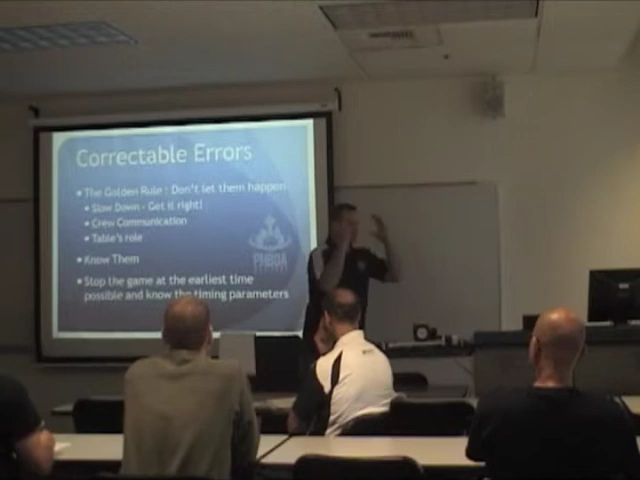 Correctable Errors
• The Golden Rule : Don't let them happen
• Slow Down - Get it right!
• Crew Communication
• Table's role
• Know Them
• Stop the game at the earliest time
possible and know the timing parameters
PHBOA